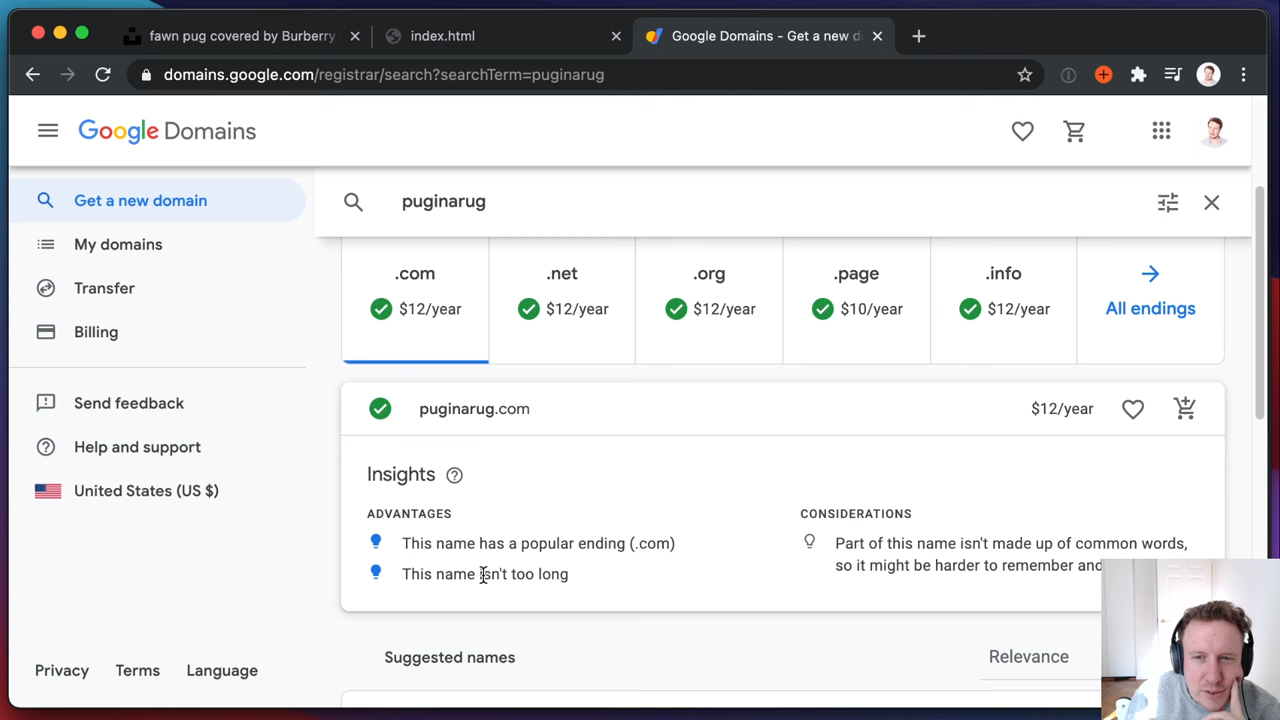 fawn pug covered by Burberry
index.html
Google Domains - Get a new d
domains.google.com/registrar/search?searchTerm=puginarug
Google Domains
Get a new domain
My domains
Transfer
Billing
Send feedback
Help and support
United States (US $)
Privacy Terms Language
puginarug
.com .net .org .page .info
$12/year $12/year $12/year $10/year $12/year All endings
puginarug.com $12/year
Insights
ADVANTAGES
This name has a popular ending (.com)
This name isn't too long
CONSIDERATIONS
Part of this name isn't made up of common words,
so it might be harder to remember and
Suggested names Relevance